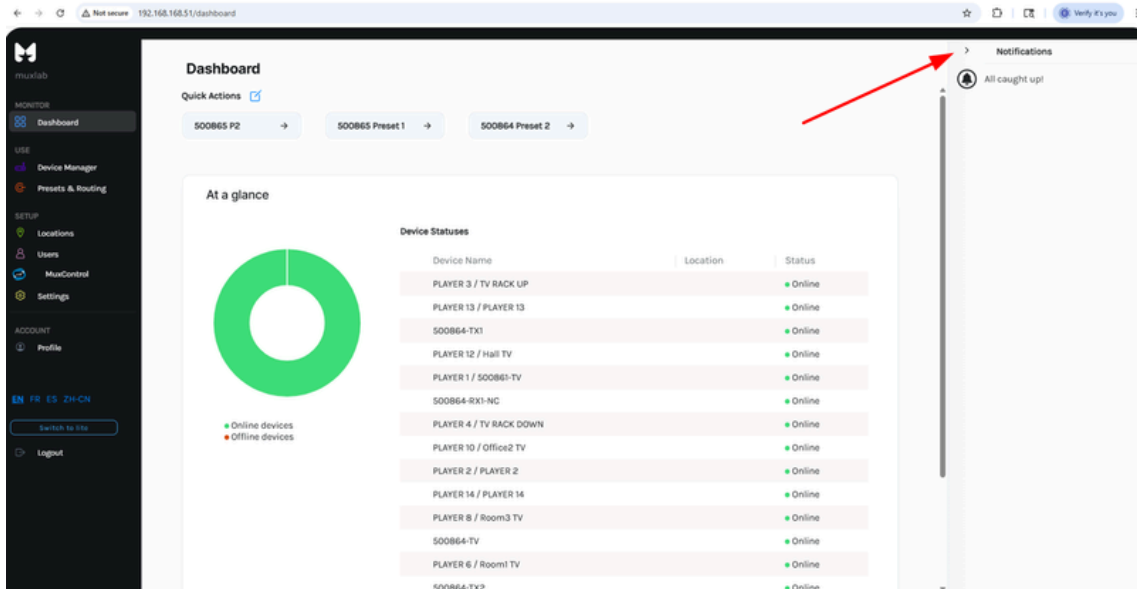 Not secure 192.168.168.51/dashboard
Verify it's you
muxlab
MONITOR
Dashboard
USE
Device Manager
Presets & Routing
SETUP
Locations
Users
MuxControl
Settings
ACCOUNT
Profile
EN FR ES ZH-CN
Switch to lite
Logout
Dashboard
Quick Actions
500865 P2 → 500865 Preset 1 → 500864 Preset 2 →
At a glance
Online devices
Offline devices
Device Statuses
Device Name Location Status
PLAYER 3 / TV RACK UP Online
PLAYER 13 / PLAYER 13 Online
500864-TX1 Online
PLAYER 12 / Hall TV Online
PLAYER 1 / 500861-TV Online
500864-RX1-NC Online
PLAYER 4 / TV RACK DOWN Online
PLAYER 10 / Office2 TV Online
PLAYER 2 / PLAYER 2 Online
PLAYER 14 / PLAYER 14 Online
PLAYER 8 / Room3 TV Online
500864-TV Online
PLAYER 6 / Room1 TV Online
500864-TX2 Online
Notifications
All caught up!